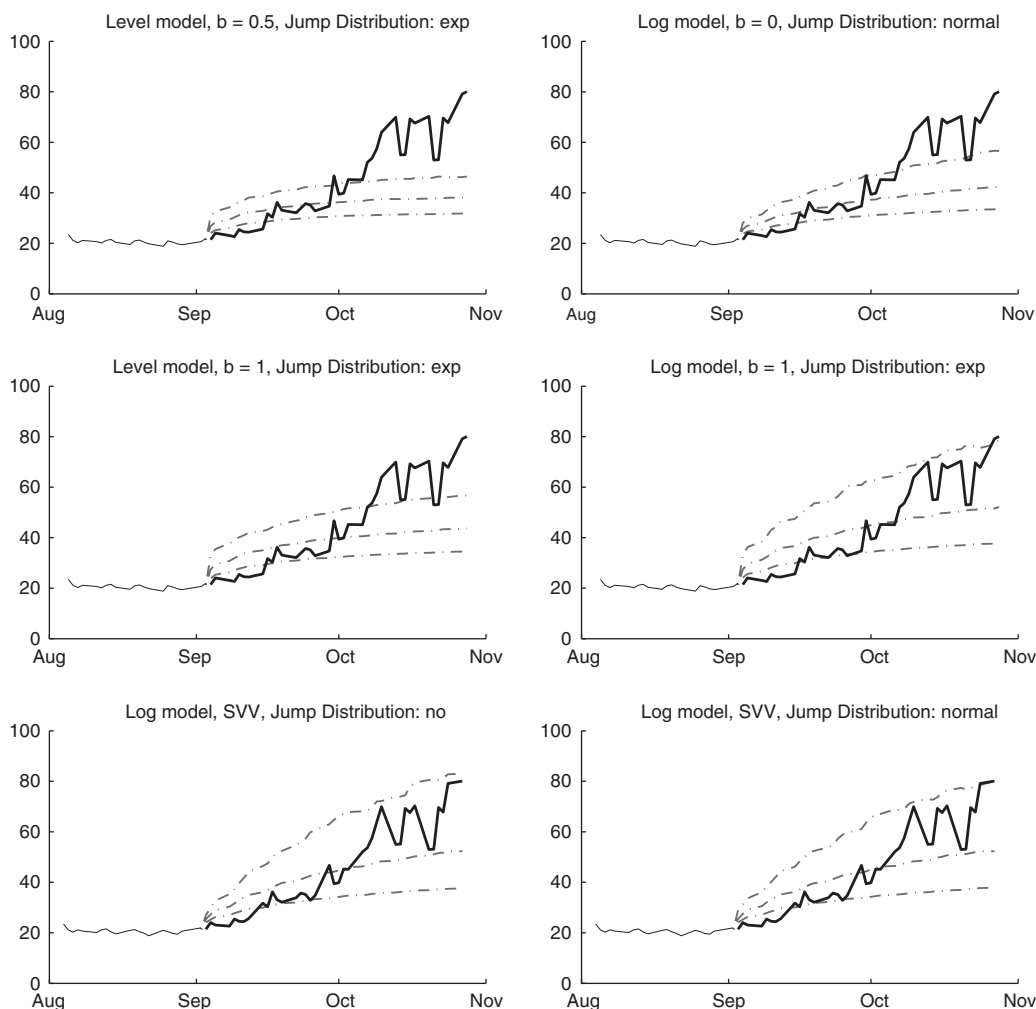 Level model, b = 0.5, Jump Distribution: exp
100
80
60
40
20
0
Aug
Sep
Oct
Nov
Log model, b = 0, Jump Distribution: normal
100
80
60
40
20
0
Aug
Sep
Oct
Nov
Level model, b = 1, Jump Distribution: exp
100
80
60
40
20
0
Aug
Sep
Oct
Nov
Log model, b = 1, Jump Distribution: exp
100
80
60
40
20
0
Aug
Sep
Oct
Nov
Log model, SVV, Jump Distribution: no
100
80
60
40
20
0
Aug
Sep
Oct
Nov
Log model, SVV, Jump Distribution: normal
100
80
60
40
20
0
Aug
Sep
Oct
Nov